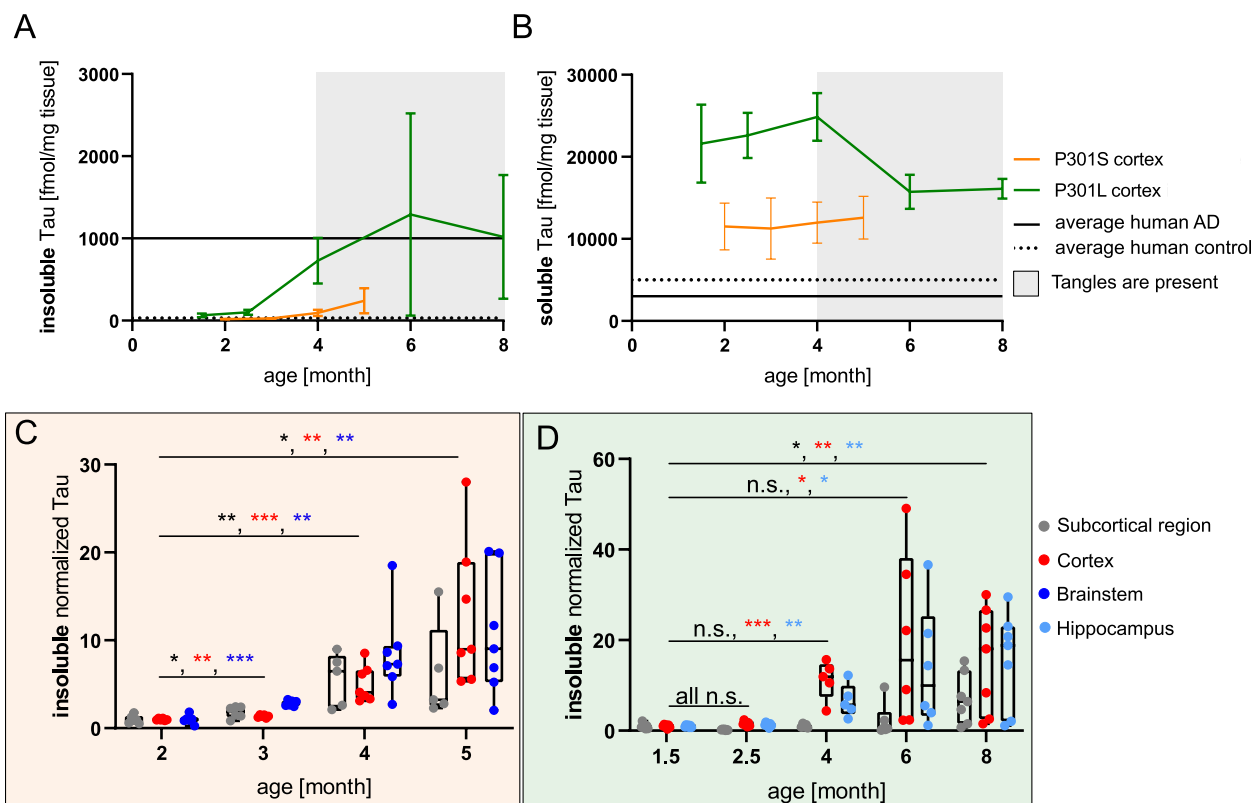 A
insoluble Tau [fmol/mg tissue]
3000
2000
1000
0
0 2 4 6 8
age [month]
B
soluble Tau [fmol/mg tissue]
30000
20000
10000
0
0 2 4 6 8
age [month]
P301S cortex
P301L cortex
average human AD
average human control
Tangles are present
C
insoluble normalized Tau
30
20
10
0
*, **, **
**, ***, **
*, **, ***
2 3 4 5
age [month]
D
insoluble normalized Tau
60
40
20
0
*, **, **
n.s., *, *
n.s., ***, **
all n.s.
1.5 2.5 4 6 8
age [month]
Subcortical region
Cortex
Brainstem
Hippocampus